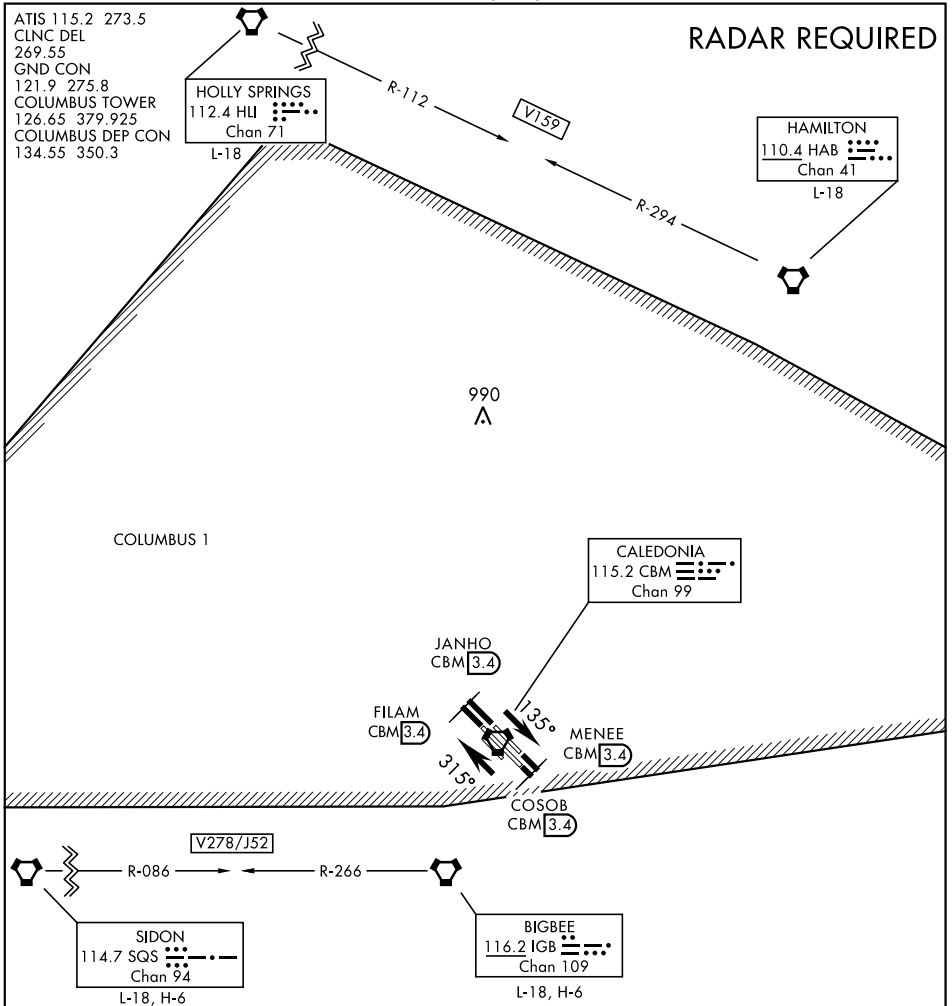 ATIS 115.2 273.5
CLNC DEL
269.55
GND CON
121.9 275.8
COLUMBUS TOWER
126.65 379.925
COLUMBUS DEP CON
134.55 350.3
RADAR REQUIRED
HOLLY SPRINGS
112.4 HLI
Chan 71
L-18
R-112
V159
HAMILTON
110.4 HAB
Chan 41
L-18
R-294
990
COLUMBUS 1
CALEDONIA
115.2 CBM
Chan 99
JANHO
CBM 3.4
FILAM
CBM 3.4
135°
MENEE
CBM 3.4
315°
COSOB
CBM 3.4
V278/J52
R-086
R-266
SIDON
114.7 SQS
Chan 94
L-18, H-6
BIGBEE
116.2 IGB
Chan 109
L-18, H-6